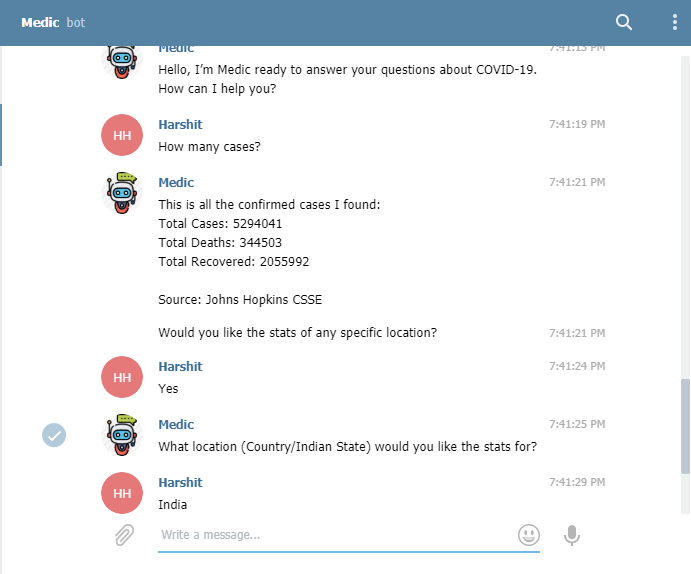 Medic bot
Medic 7:41:13 PM
Hello, I'm Medic ready to answer your questions about COVID-19.
How can I help you?
HH
Harshit 7:41:19 PM
How many cases?
Medic 7:41:21 PM
This is all the confirmed cases I found:
Total Cases: 5294041
Total Deaths: 344503
Total Recovered: 2055992
Source: Johns Hopkins CSSE
Would you like the stats of any specific location? 7:41:21 PM
HH
Harshit 7:41:24 PM
Yes
Medic 7:41:25 PM
What location (Country/Indian State) would you like the stats for?
HH
Harshit 7:41:29 PM
India
Write a message...